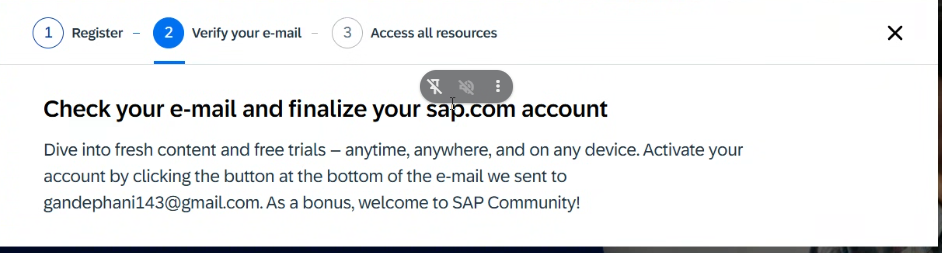 1 Register – 2 Verify your e-mail – 3 Access all resources
Check your e-mail and finalize your sap.com account
Dive into fresh content and free trials – anytime, anywhere, and on any device. Activate your
account by clicking the button at the bottom of the e-mail we sent to
gandephani143@gmail.com. As a bonus, welcome to SAP Community!